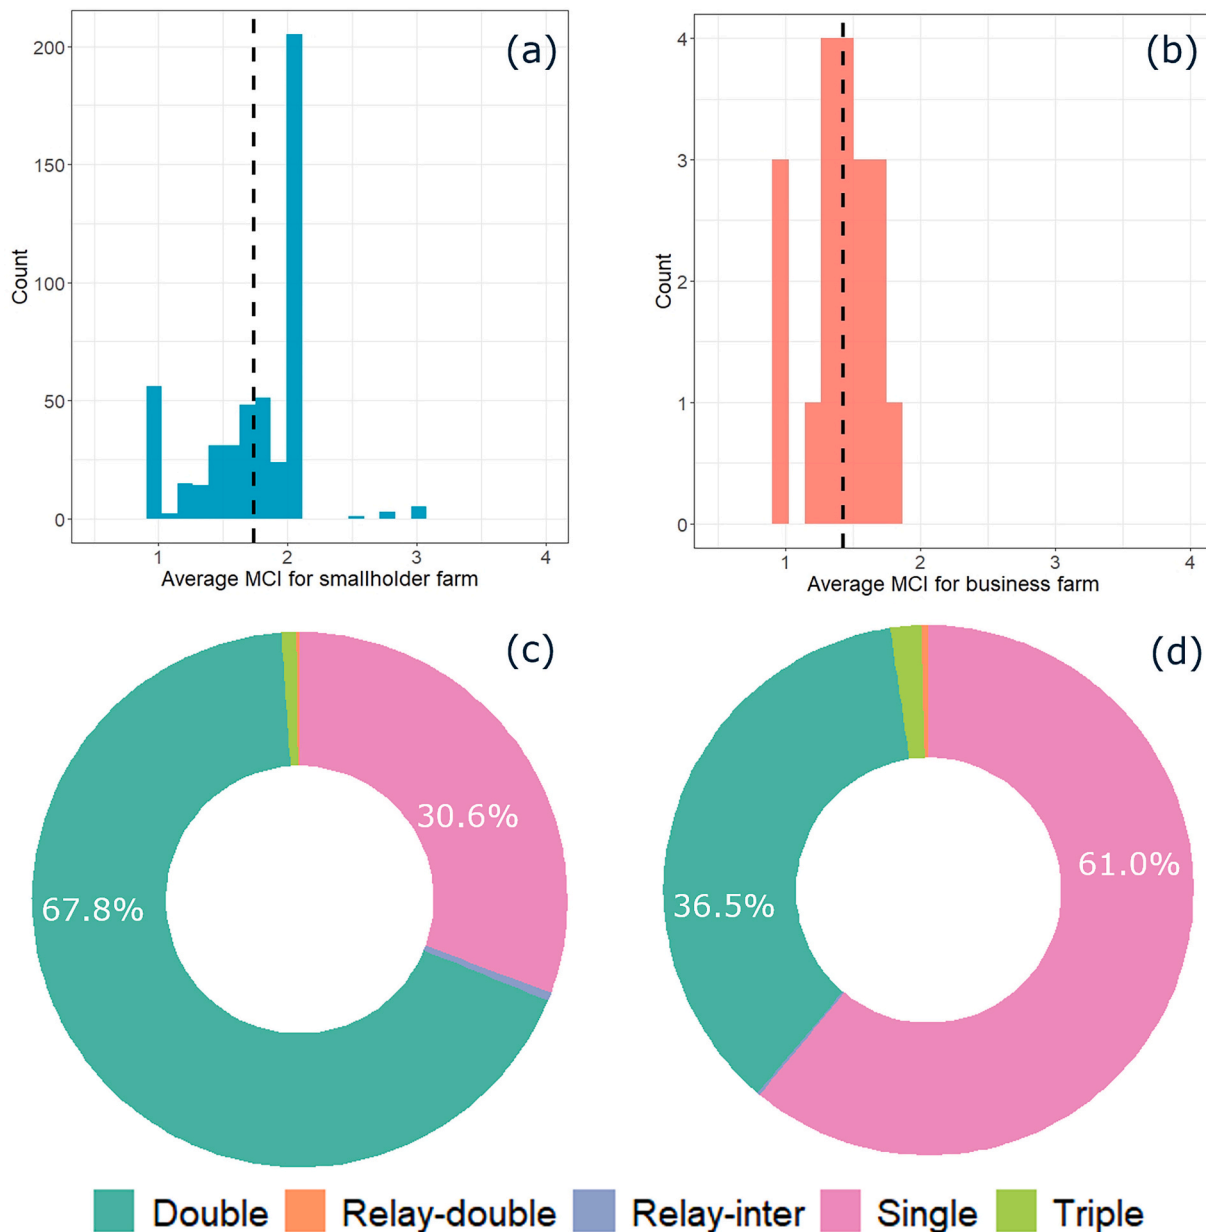 (a)
200
150
100
50
0
Count
1 2 3 4
Average MCI for smallholder farm
(b)
4
3
2
1
0
Count
1 2 3 4
Average MCI for business farm
(c)
30.6%
67.8%
(d)
61.0%
36.5%
Double Relay-double Relay-inter Single Triple